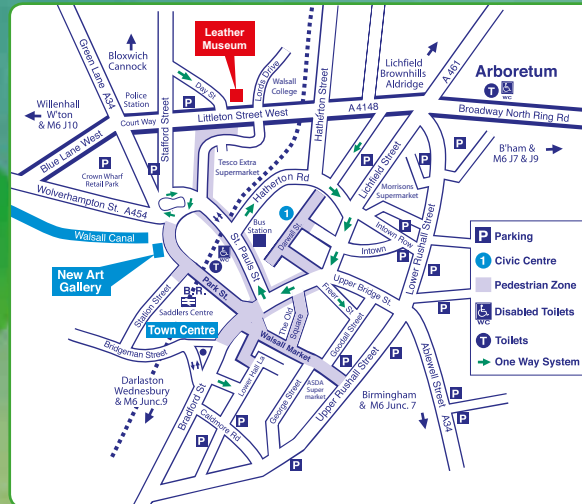 Leather
Museum
Green Lane A34
Bloxwich
Cannock
Police
Station
P
Day St
Lords Drive
Walsall
College
Hatherton Street
Lichfield
Brownhills
Aldridge
A 461
Arboretum
T
WC
Willenhall
W'ton
& M6 J10
Court Way
Littleton Street West
A 4148
Broadway North Ring Rd
Blue Lane West
Stafford Street
B'ham &
M6 J7 & J9
P
Crown Wharf
Retail Park
P
Tesco Extra
Supermarket
Hatherton Rd
P
Lichfield Street
P
Morrisons
Supermarket
P
Wolverhampton St. A454
Walsall Canal
New Art
Gallery
T
WC
St. Pauls St
Bus
Station
1
Darwall St
Intown Row
P
Intown
P
Lower Rushall Street
Station Street
Park St.
B.R.
Saddlers Centre
Town Centre
Upper Bridge St
Freer St
The Old
Square
Goodall Street
Walsall Market
Bridgeman Street
Lower Hall La
George Street
ASDA
Super
market
P
Upper Rushall Street
Darlaston
Wednesbury
& M6 Junc.9
Bradford St
Caldmore Rd
P
P
P
P
Birmingham
& M6 Junc. 7
Ablewell Street
A34
P
P
P
P Parking
1 Civic Centre
Pedestrian Zone
WC
Disabled Toilets
T Toilets
One Way System